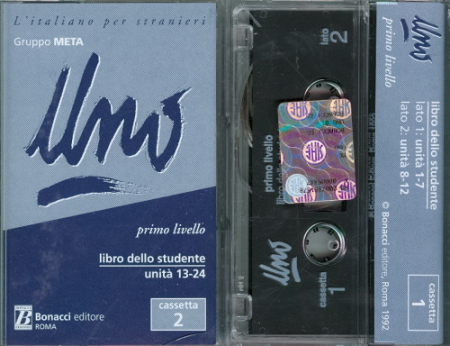 L'italiano per stranieri
Gruppo META
Uno
primo livello
libro dello studente
unità 13-24
cassetta
2
Bonacci editore
ROMA
lato
2
primo livello
Uno
cassetta
1
Uno
primo livello
libro dello studente
lato 1: unità 1-7
lato 2: unità 8-12
© Bonacci editore, Roma 1992
cassetta
1